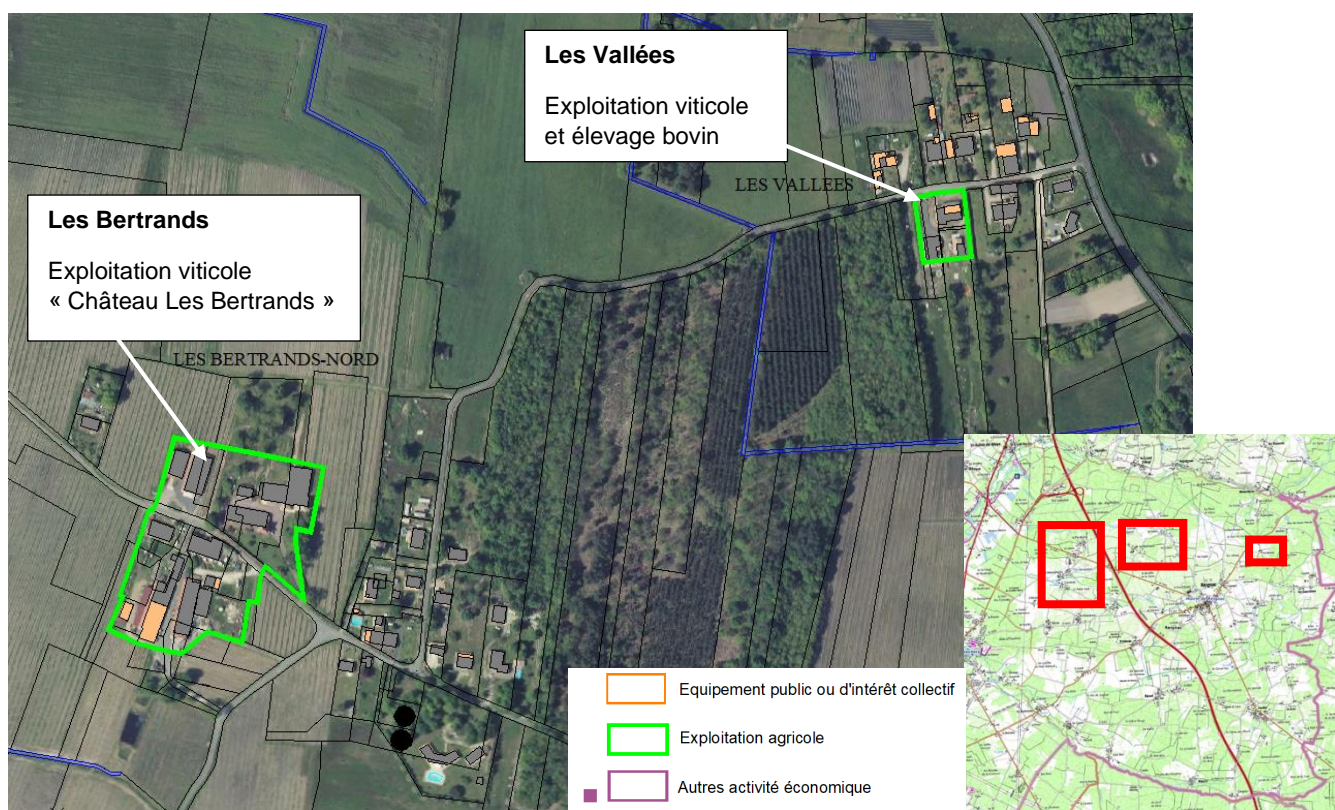 Les Vallées
Exploitation viticole
et élevage bovin
LES VALLEES
Les Bertrands
Exploitation viticole
« Château Les Bertrands »
LES BERTRANDS-NORD
Equipement public ou d'intérêt collectif
Exploitation agricole
Autres activité économique